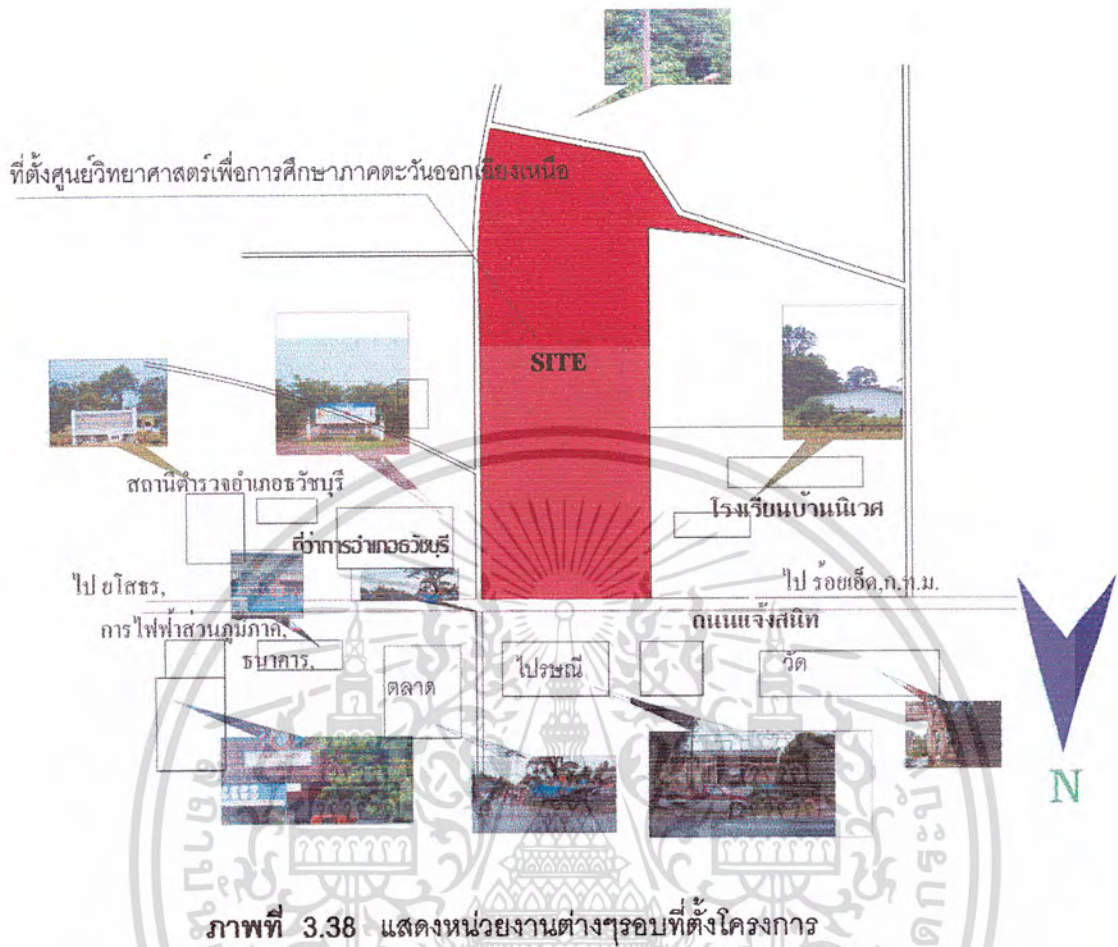 ที่ตั้งศูนย์วิทยาศาสตร์เพื่อการศึกษาภาคตะวันออกเฉียงเหนือ
SITE
สถานีตำรวจอำเภอธวัชบุรี
โรงเรียนบ้านนิเวศ
ที่ว่าการอำเภอธวัชบุรี
ไป ยโสธร,
ไป ร้อยเอ็ด,ก.ท.ม.
ถนนแจ้งสนิท
การไฟฟ้าส่วนภูมิภาค,
ธนาคาร,
ตลาด
ไปรษณี
วัด
N
ภาพที่ 3.38 แสดงหน่วยงานต่างๆรอบที่ตั้งโครงการ